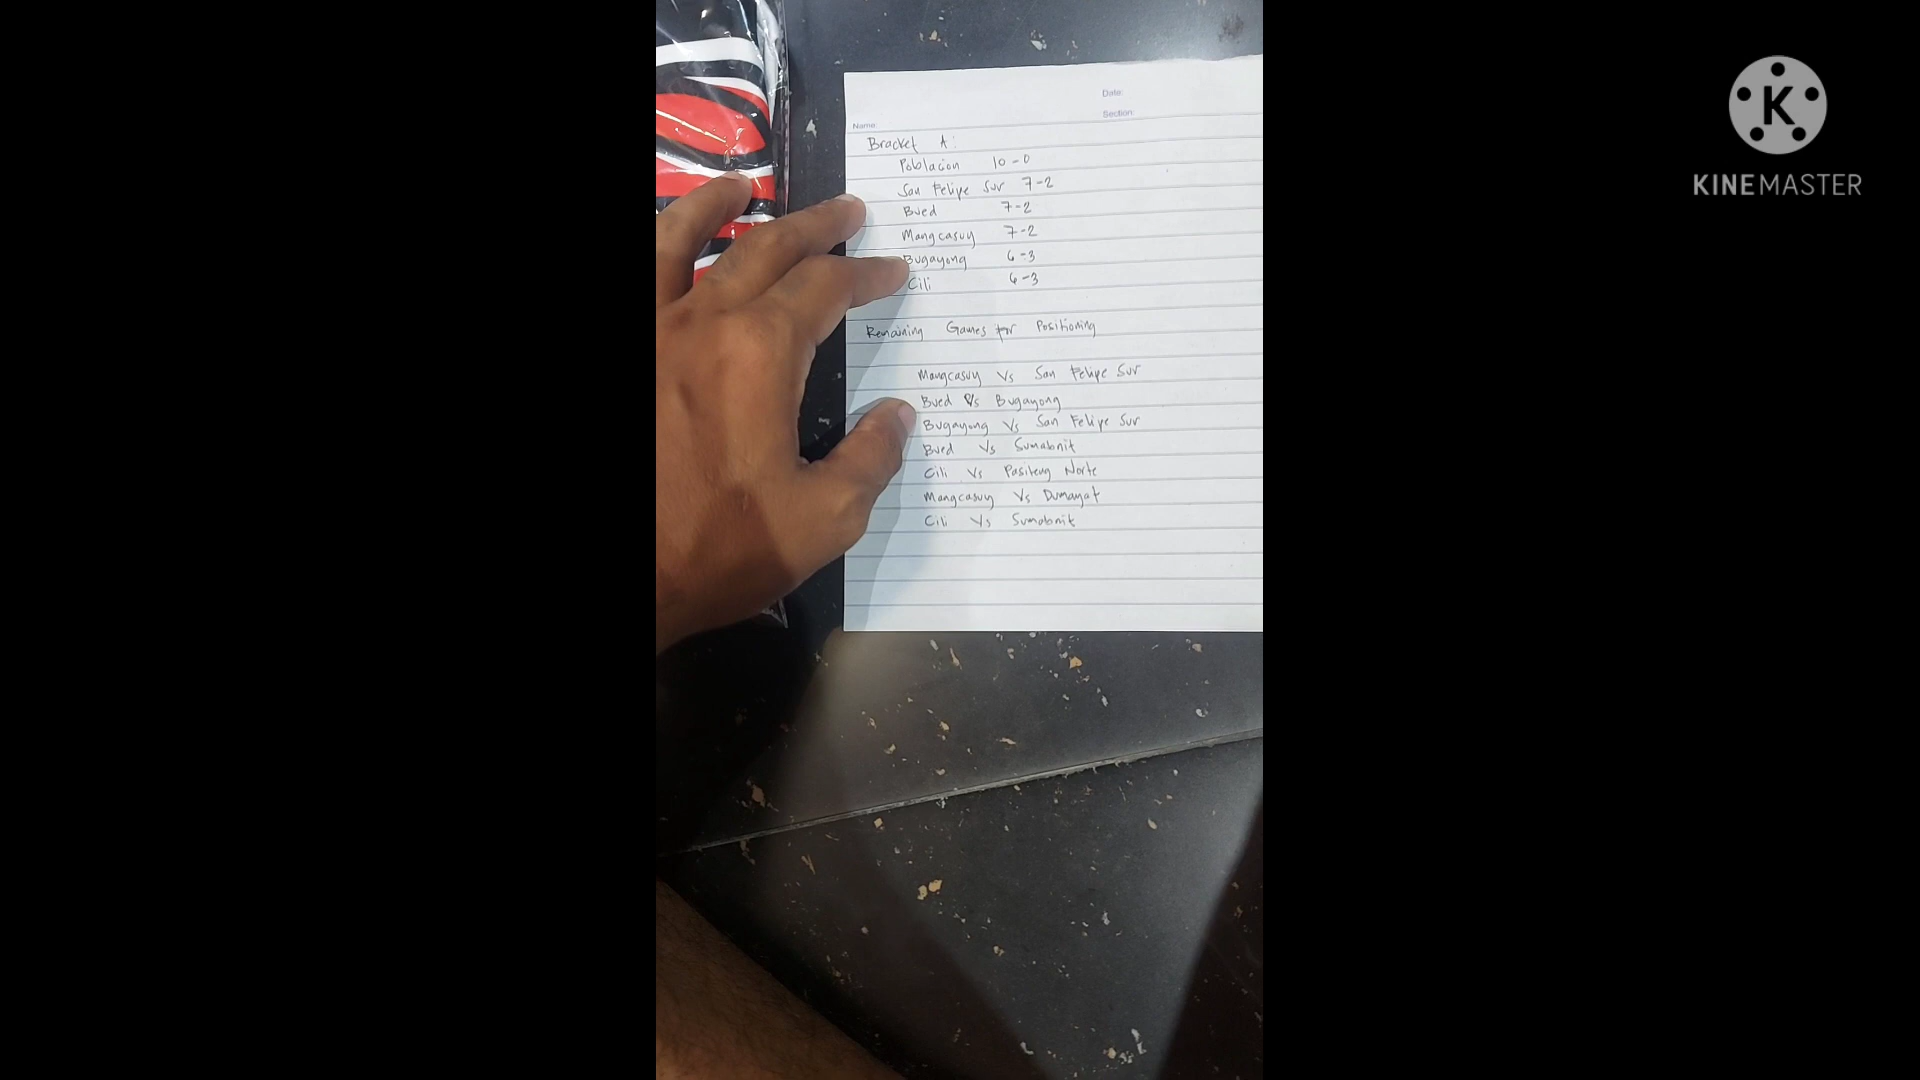 Date:
Section:
Name:
Bracket A:
Poblacion 10-0
San Felipe Sur 7-2
Bued 7-2
Mangcasuy 7-2
Bugayong 6-3
Cili 6-3
Remaining Games for Positioning
Mangcasuy Vs San Felipe Sur
Bued Vs Bugayong
Bugayong Vs San Felipe Sur
Bued Vs Sumabnit
Cili Vs Pasileng Norte
Mangcasuy Vs Dumayat
Cili Vs Sumabnit
K
KINEMASTER